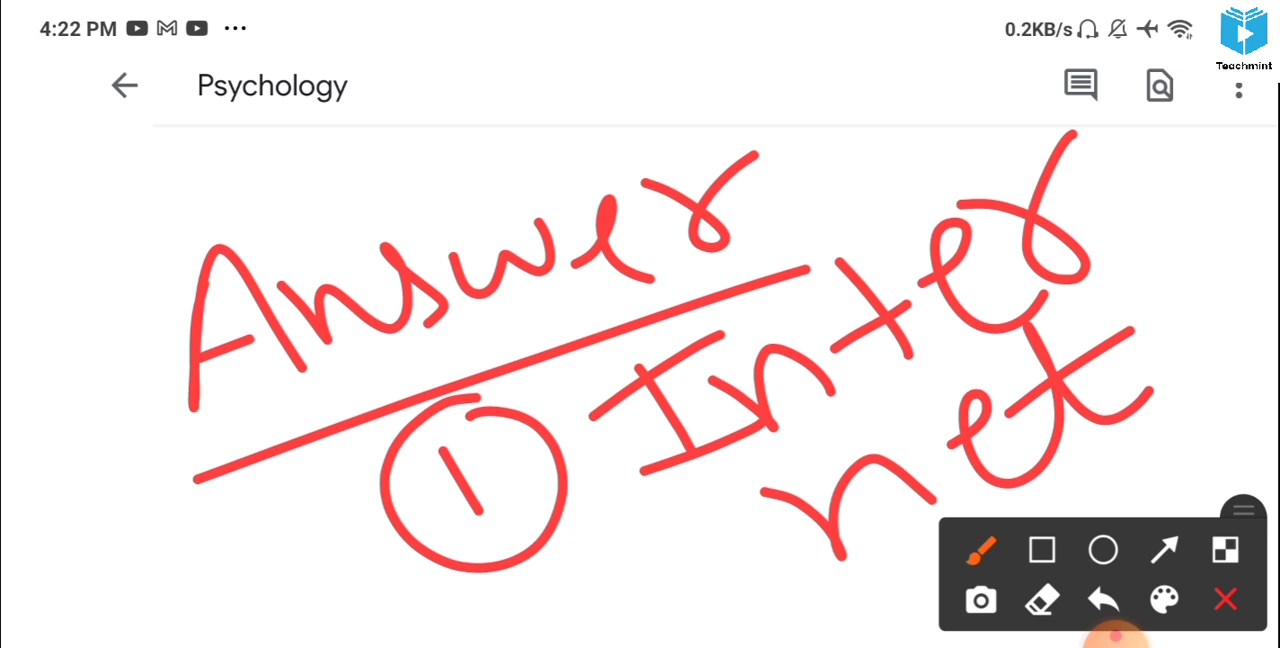 4:22 PM
0.2KB/s
Teachmint
Psychology
Answer
1 Inter
net